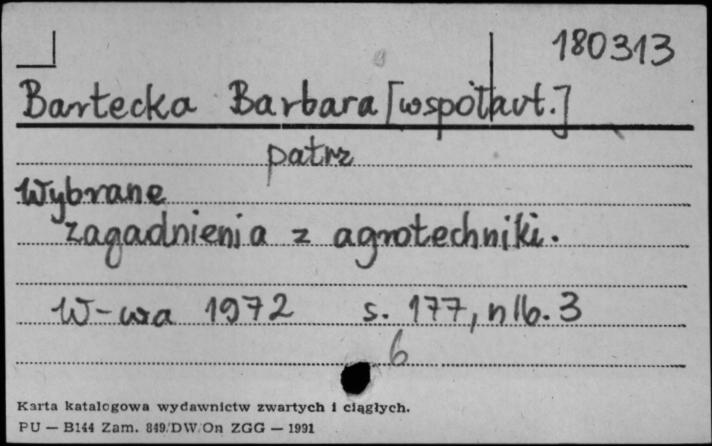 180313
Bartecka Barbara [współaut.]
patrz
Wybrane
zagadnienia z agrotechniki.
W-wa 1972 s. 177, nlb. 3
6
Karta katalogowa wydawnictw zwartych i ciągłych.
PU — B144 Zam. 849/DW/On ZGG — 1991